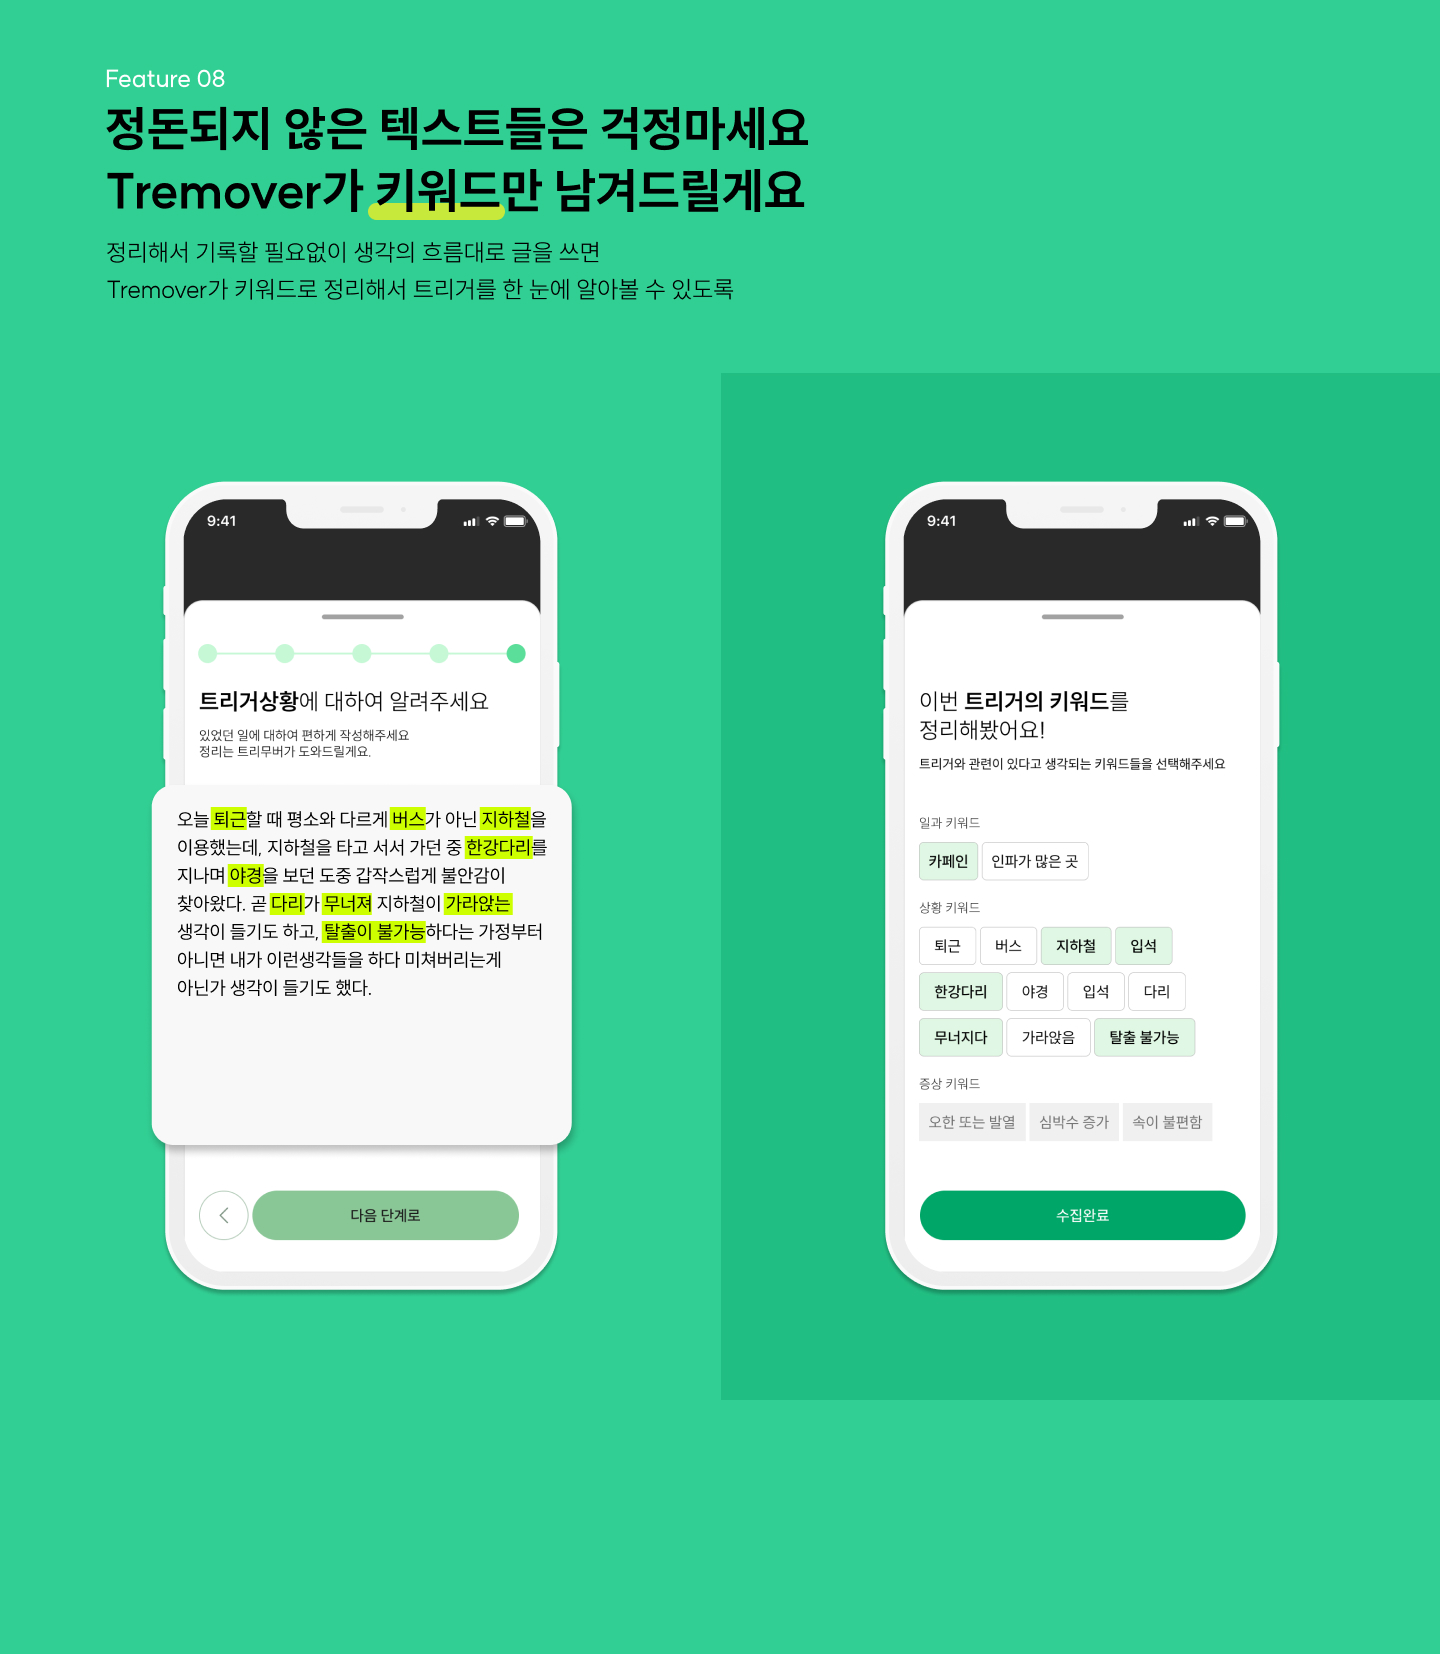 Feature 08
정돈되지 않은 텍스트들은 걱정마세요
Tremover가 키워드만 남겨드릴게요
정리해서 기록할 필요없이 생각의 흐름대로 글을 쓰면
Tremover가 키워드로 정리해서 트리거를 한 눈에 알아볼 수 있도록
9:41
트리거상황에 대하여 알려주세요
있었던 일에 대하여 편하게 작성해주세요
정리는 트리무버가 도와드릴게요.
오늘 퇴근할 때 평소와 다르게 버스가 아닌 지하철을
이용했는데, 지하철을 타고 서서 가던 중 한강다리를
지나며 야경을 보던 도중 갑작스럽게 불안감이
찾아왔다. 곧 다리가 무너져 지하철이 가라앉는
생각이 들기도 하고, 탈출이 불가능하다는 가정부터
아니면 내가 이런생각들을 하다 미쳐버리는게
아닌가 생각이 들기도 했다.
다음 단계로
9:41
이번 트리거의 키워드를
정리해봤어요!
트리거와 관련이 있다고 생각되는 키워드들을 선택해주세요
일과 키워드
카페인 인파가 많은 곳
상황 키워드
퇴근 버스 지하철 입석
한강다리 야경 입석 다리
무너지다 가라앉음 탈출 불가능
증상 키워드
오한 또는 발열 심박수 증가 속이 불편함
수집완료